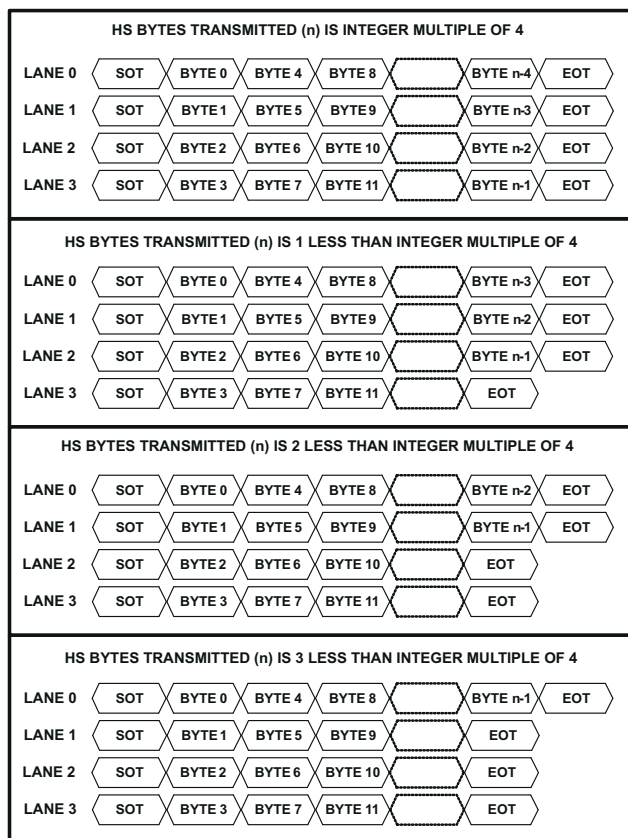 HS BYTES TRANSMITTED (n) IS INTEGER MULTIPLE OF 4
LANE 0 SOT BYTE 0 BYTE 4 BYTE 8 BYTE n-4 EOT
LANE 1 SOT BYTE 1 BYTE 5 BYTE 9 BYTE n-3 EOT
LANE 2 SOT BYTE 2 BYTE 6 BYTE 10 BYTE n-2 EOT
LANE 3 SOT BYTE 3 BYTE 7 BYTE 11 BYTE n-1 EOT
HS BYTES TRANSMITTED (n) IS 1 LESS THAN INTEGER MULTIPLE OF 4
LANE 0 SOT BYTE 0 BYTE 4 BYTE 8 BYTE n-3 EOT
LANE 1 SOT BYTE 1 BYTE 5 BYTE 9 BYTE n-2 EOT
LANE 2 SOT BYTE 2 BYTE 6 BYTE 10 BYTE n-1 EOT
LANE 3 SOT BYTE 3 BYTE 7 BYTE 11 EOT
HS BYTES TRANSMITTED (n) IS 2 LESS THAN INTEGER MULTIPLE OF 4
LANE 0 SOT BYTE 0 BYTE 4 BYTE 8 BYTE n-2 EOT
LANE 1 SOT BYTE 1 BYTE 5 BYTE 9 BYTE n-1 EOT
LANE 2 SOT BYTE 2 BYTE 6 BYTE 10 EOT
LANE 3 SOT BYTE 3 BYTE 7 BYTE 11 EOT
HS BYTES TRANSMITTED (n) IS 3 LESS THAN INTEGER MULTIPLE OF 4
LANE 0 SOT BYTE 0 BYTE 4 BYTE 8 BYTE n-1 EOT
LANE 1 SOT BYTE 1 BYTE 5 BYTE 9 EOT
LANE 2 SOT BYTE 2 BYTE 6 BYTE 10 EOT
LANE 3 SOT BYTE 3 BYTE 7 BYTE 11 EOT